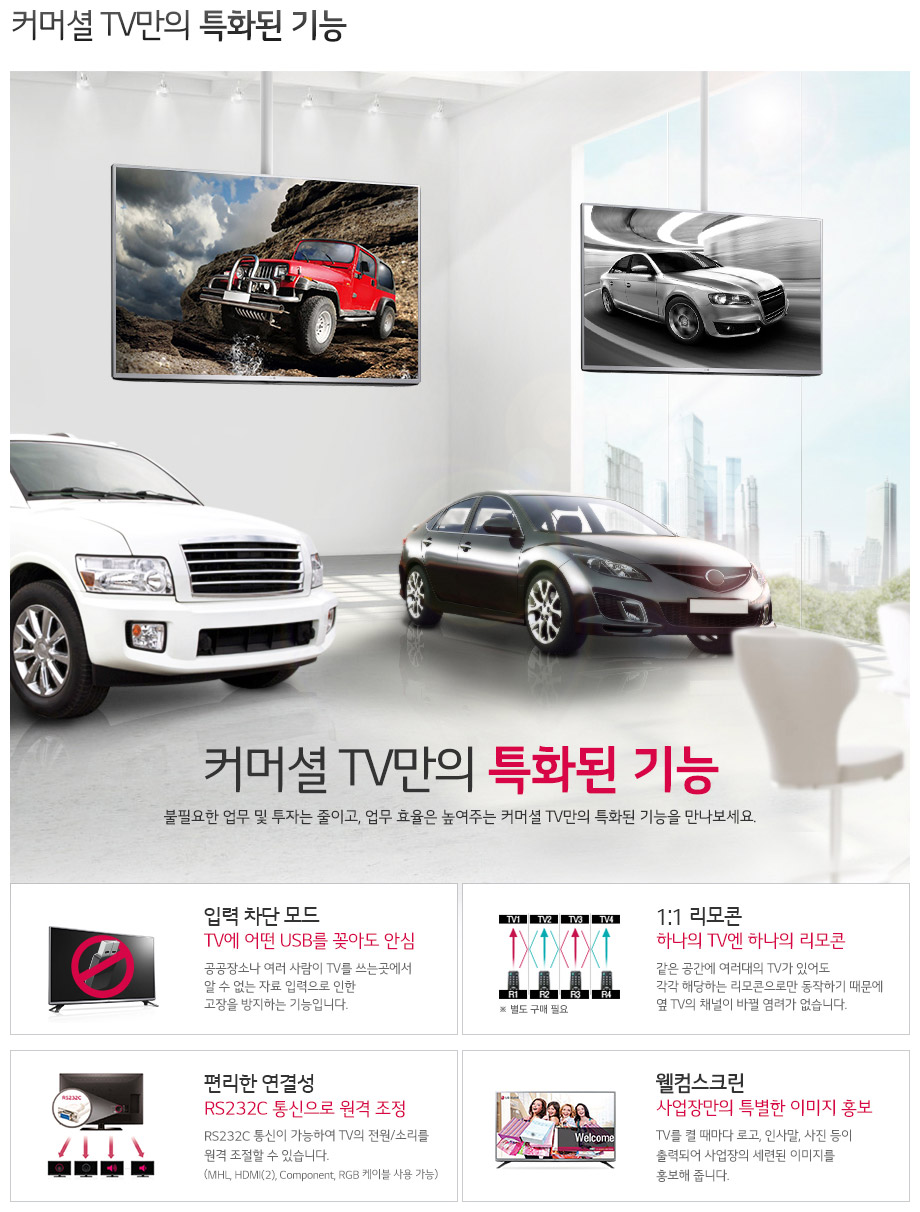 커머셜 TV만의 특화된 기능
커머셜 TV만의 특화된 기능
불필요한 업무 및 투자는 줄이고, 업무 효율은 높여주는 커머셜 TV만의 특화된 기능을 만나보세요.
입력 차단 모드
TV에 어떤 USB를 꽂아도 안심
공공장소나 여러 사람이 TV를 쓰는곳에서
알 수 없는 자료 입력으로 인한
고장을 방지하는 기능입니다.
TV1 TV2 TV3 TV4
R1 R2 R3 R4
※ 별도 구매 필요
1:1 리모콘
하나의 TV엔 하나의 리모콘
같은 공간에 여러대의 TV가 있어도
각각 해당하는 리모콘으로만 동작하기 때문에
옆 TV의 채널이 바뀔 염려가 없습니다.
RS232C
편리한 연결성
RS232C 통신으로 원격 조정
RS232C 통신이 가능하여 TV의 전원/소리를
원격 조절할 수 있습니다.
(MHL, HDMI(2), Component, RGB 케이블 사용 가능)
Welcome
웰컴스크린
사업장만의 특별한 이미지 홍보
TV를 켤 때마다 로고, 인사말, 사진 등이
출력되어 사업장의 세련된 이미지를
홍보해 줍니다.